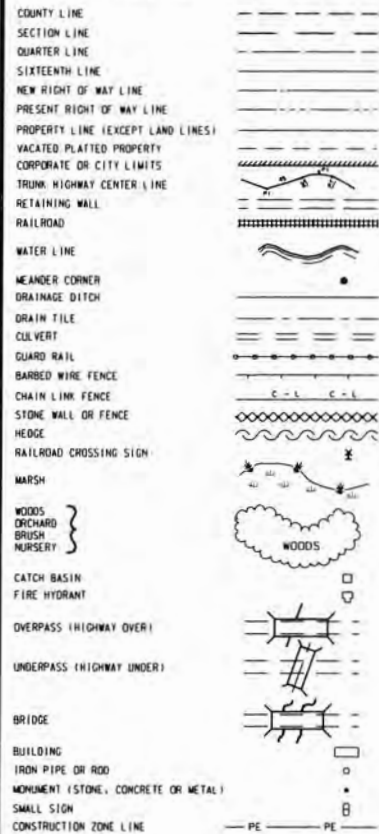 COUNTY LINE
SECTION LINE
QUARTER LINE
SIXTEENTH LINE
NEW RIGHT OF WAY LINE
PRESENT RIGHT OF WAY LINE
PROPERTY LINE (EXCEPT LAND LINES)
VACATED PLATTED PROPERTY
CORPORATE OR CITY LIMITS
TRUNK HIGHWAY CENTER LINE
RETAINING WALL
RAILROAD
WATER LINE
MEANDER CORNER
DRAINAGE DITCH
DRAIN TILE
CULVERT
GUARD RAIL
BARBED WIRE FENCE
CHAIN LINK FENCE C - L C - L
STONE WALL OR FENCE
HEDGE
RAILROAD CROSSING SIGN
MARSH
WOODS
ORCHARD
BRUSH
NURSERY
WOODS
CATCH BASIN
FIRE HYDRANT
OVERPASS (HIGHWAY OVER)
UNDERPASS (HIGHWAY UNDER)
BRIDGE
BUILDING
IRON PIPE OR ROD
MONUMENT (STONE, CONCRETE OR METAL)
SMALL SIGN
CONSTRUCTION ZONE LINE PE PE